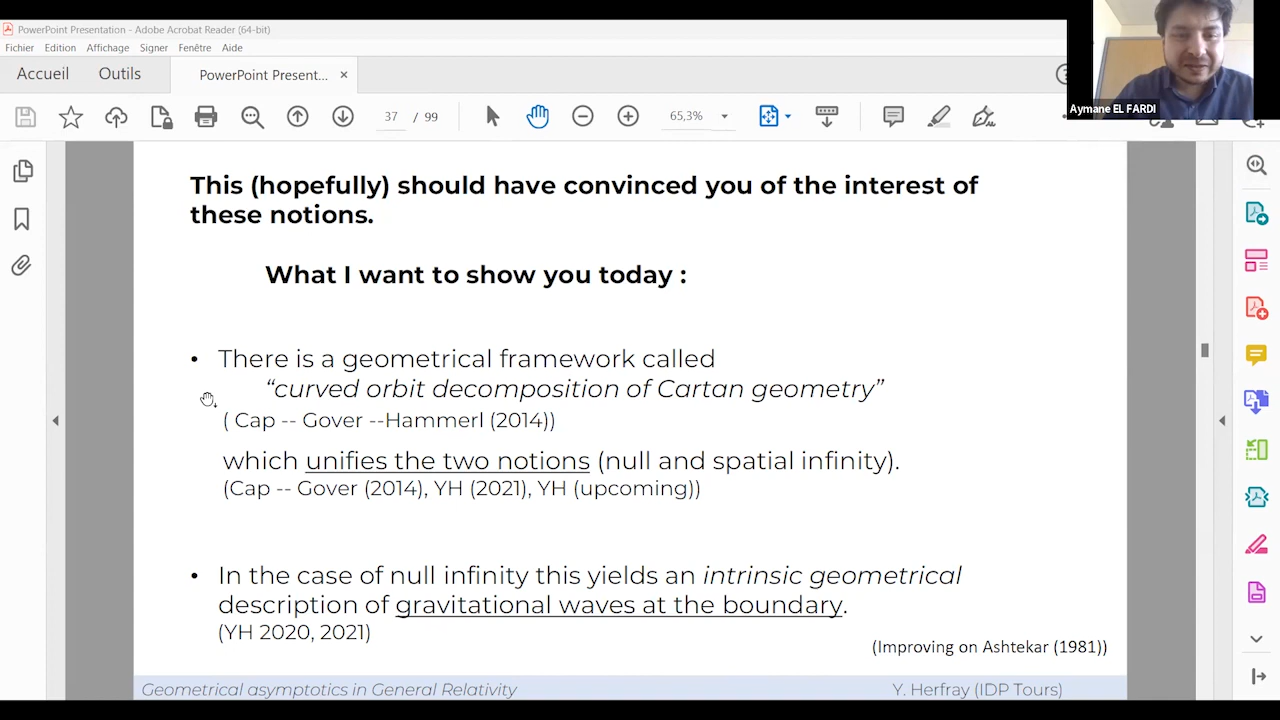 PowerPoint Presentation - Adobe Acrobat Reader (64-bit)
Fichier Edition Affichage Signer Fenêtre Aide
Accueil Outils PowerPoint Present... ×
37 / 99 65,3%
Aymane EL FARDI
This (hopefully) should have convinced you of the interest of
these notions.
What I want to show you today :
• There is a geometrical framework called
“curved orbit decomposition of Cartan geometry”
( Cap -- Gover --Hammerl (2014))
which unifies the two notions (null and spatial infinity).
(Cap -- Gover (2014), YH (2021), YH (upcoming))
• In the case of null infinity this yields an intrinsic geometrical
description of gravitational waves at the boundary.
(YH 2020, 2021)
(Improving on Ashtekar (1981))
Geometrical asymptotics in General Relativity Y. Herfray (IDP Tours)